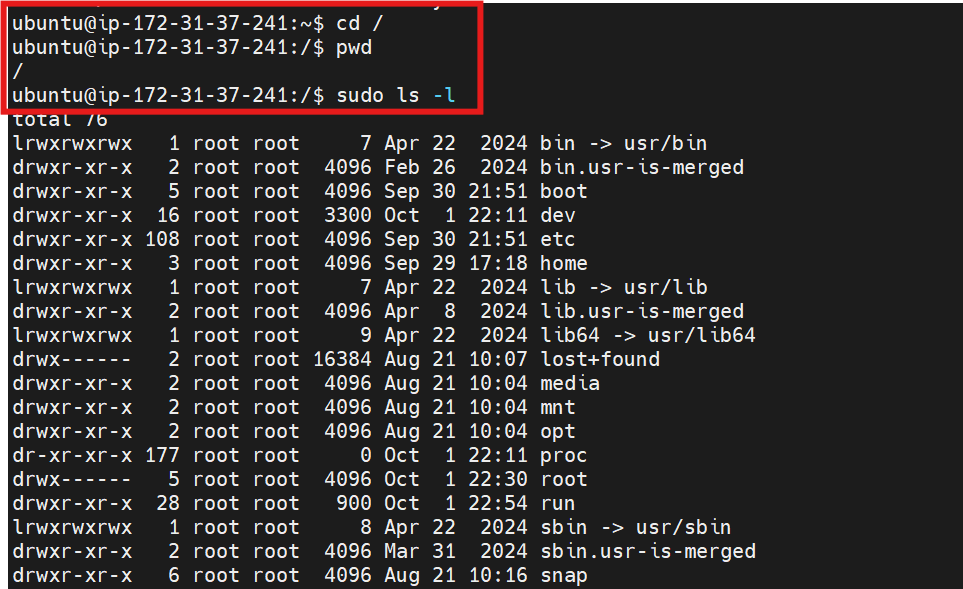 ubuntu@ip-172-31-37-241:~$ cd /
ubuntu@ip-172-31-37-241:/$ pwd
/
ubuntu@ip-172-31-37-241:/$ sudo ls -l
total 76
lrwxrwxrwx   1 root root     7 Apr 22  2024 bin -> usr/bin
drwxr-xr-x   2 root root  4096 Feb 26  2024 bin.usr-is-merged
drwxr-xr-x   5 root root  4096 Sep 30 21:51 boot
drwxr-xr-x  16 root root  3300 Oct  1 22:11 dev
drwxr-xr-x 108 root root  4096 Sep 30 21:51 etc
drwxr-xr-x   3 root root  4096 Sep 29 17:18 home
lrwxrwxrwx   1 root root     7 Apr 22  2024 lib -> usr/lib
drwxr-xr-x   2 root root  4096 Apr  8  2024 lib.usr-is-merged
lrwxrwxrwx   1 root root     9 Apr 22  2024 lib64 -> usr/lib64
drwx------   2 root root 16384 Aug 21 10:07 lost+found
drwxr-xr-x   2 root root  4096 Aug 21 10:04 media
drwxr-xr-x   2 root root  4096 Aug 21 10:04 mnt
drwxr-xr-x   2 root root  4096 Aug 21 10:04 opt
dr-xr-xr-x 177 root root     0 Oct  1 22:11 proc
drwx------   5 root root  4096 Oct  1 22:30 root
drwxr-xr-x  28 root root   900 Oct  1 22:54 run
lrwxrwxrwx   1 root root     8 Apr 22  2024 sbin -> usr/sbin
drwxr-xr-x   2 root root  4096 Mar 31  2024 sbin.usr-is-merged
drwxr-xr-x   6 root root  4096 Aug 21 10:16 snap